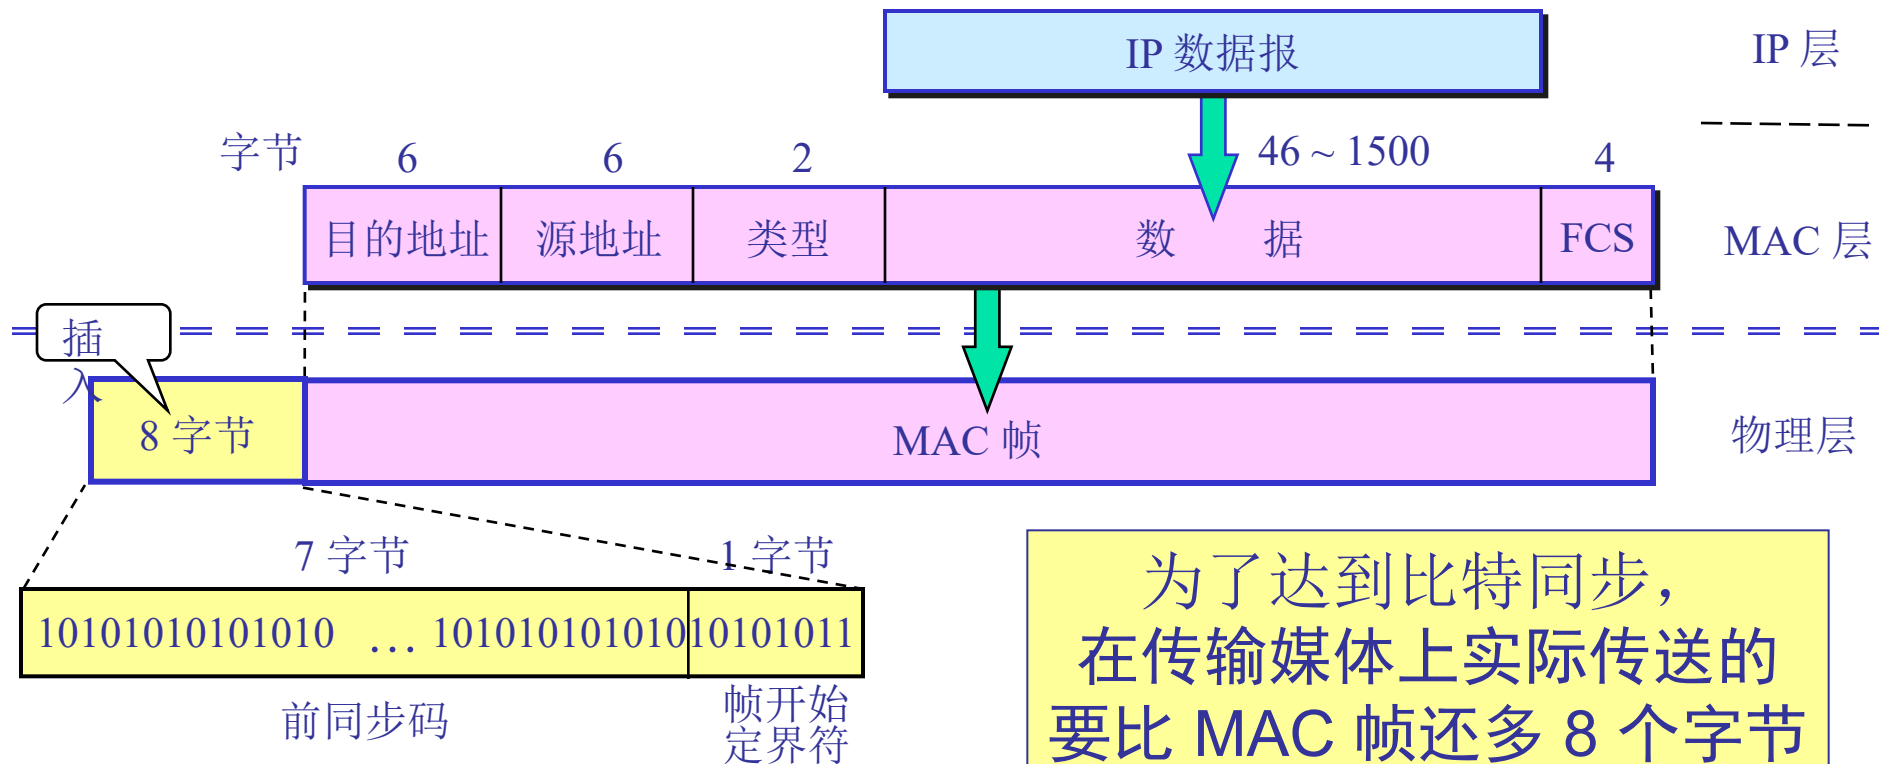 IP 数据报
IP 层
字节
6
6
2
46 ~ 1500
4
目的地址
源地址
类型
数 据
FCS
MAC 层
插
入
8 字节
MAC 帧
物理层
7 字节
1 字节
10101010101010 … 101010101010
10101011
前同步码
帧开始
定界符
为了达到比特同步，
在传输媒体上实际传送的
要比 MAC 帧还多 8 个字节